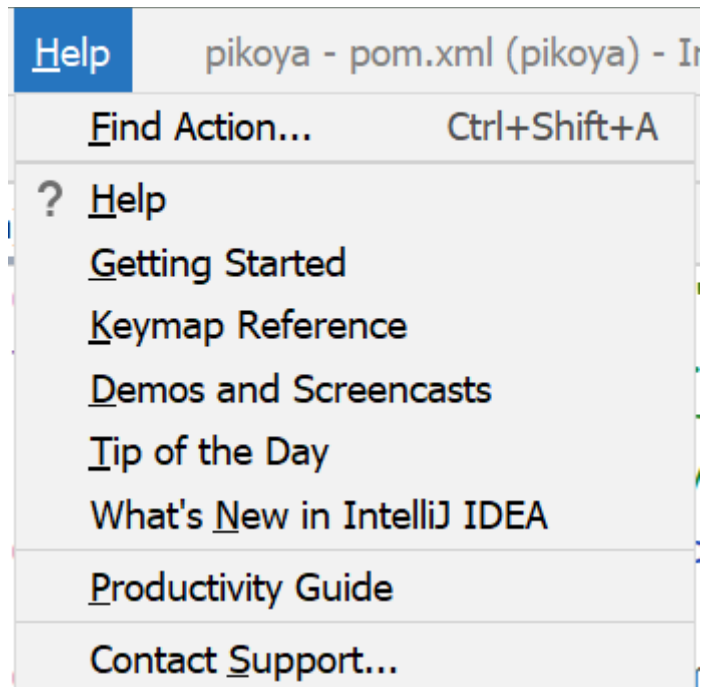 Help pikoya - pom.xml (pikoya) - I
Find Action... Ctrl+Shift+A
? Help
Getting Started
Keymap Reference
Demos and Screencasts
Tip of the Day
What's New in IntelliJ IDEA
Productivity Guide
Contact Support...